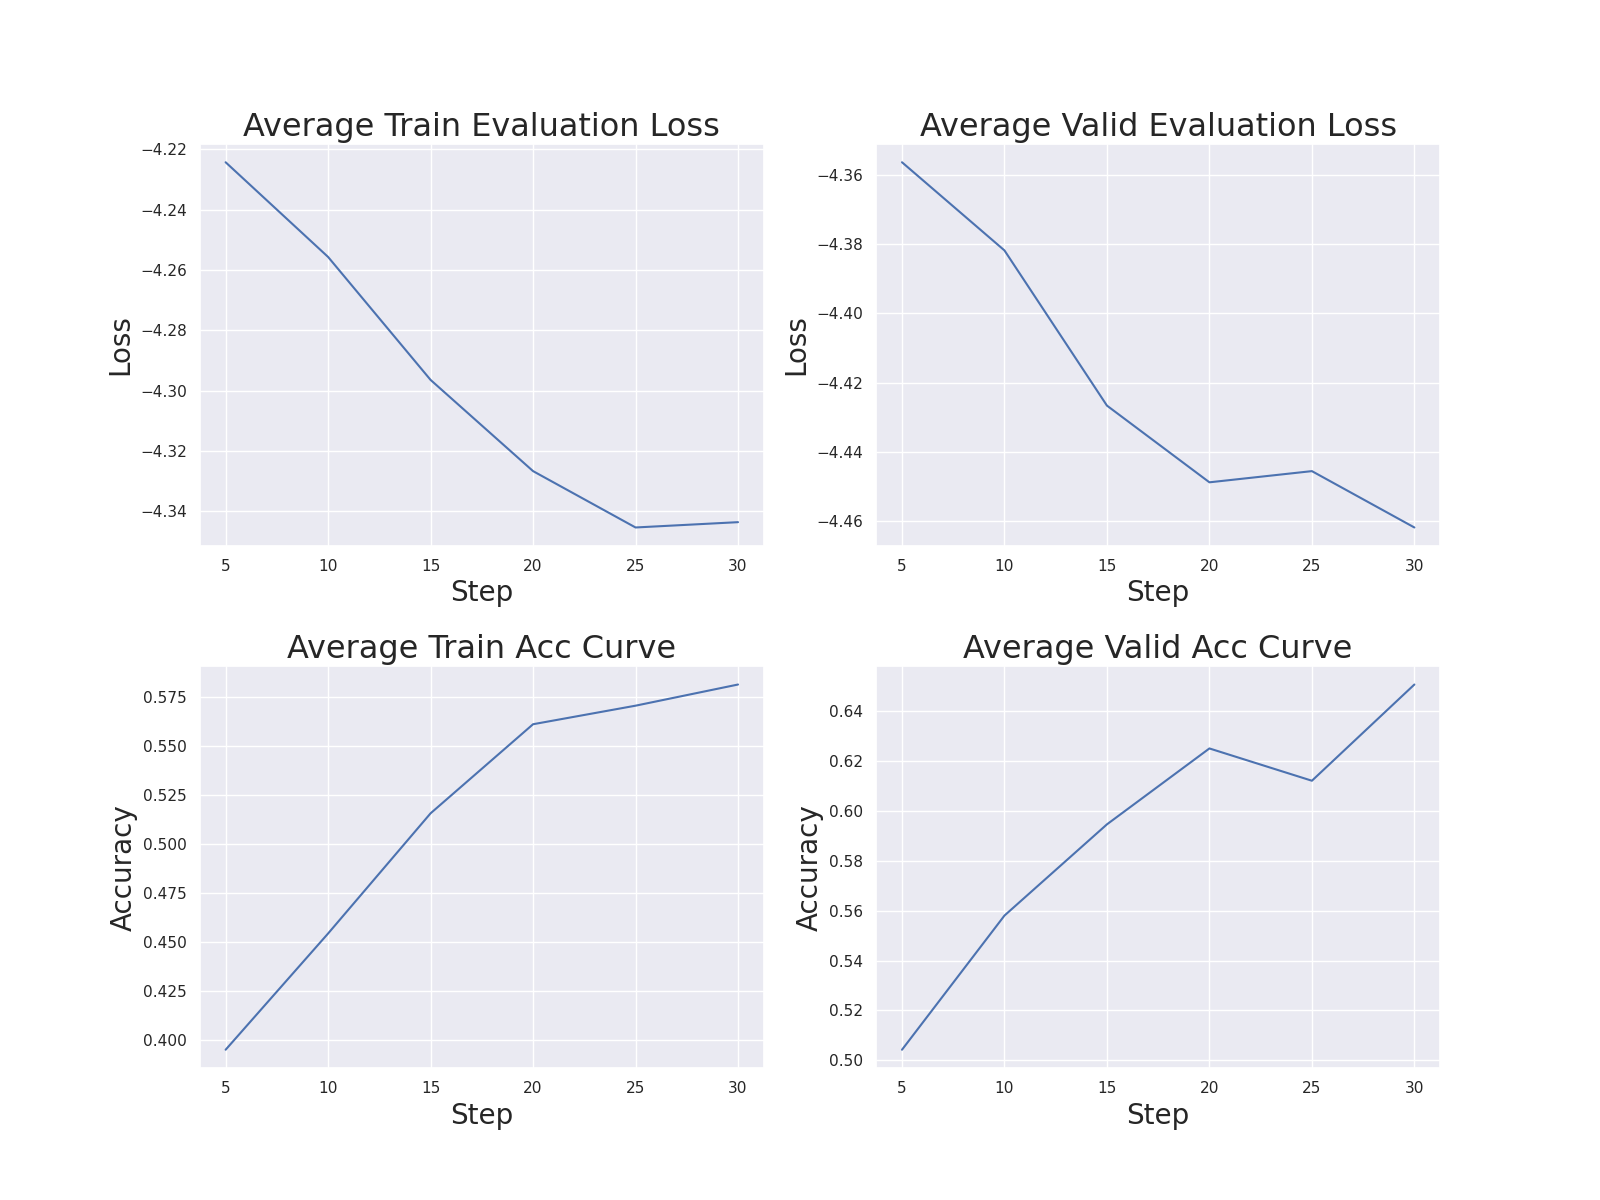 Average Train Evaluation Loss
−4.22
−4.24
−4.26
−4.28
−4.30
−4.32
−4.34
Loss
5 10 15 20 25 30
Step
Average Valid Evaluation Loss
−4.36
−4.38
−4.40
−4.42
−4.44
−4.46
Loss
5 10 15 20 25 30
Step
Average Train Acc Curve
0.575
0.550
0.525
0.500
0.475
0.450
0.425
0.400
Accuracy
5 10 15 20 25 30
Step
Average Valid Acc Curve
0.64
0.62
0.60
0.58
0.56
0.54
0.52
0.50
Accuracy
5 10 15 20 25 30
Step